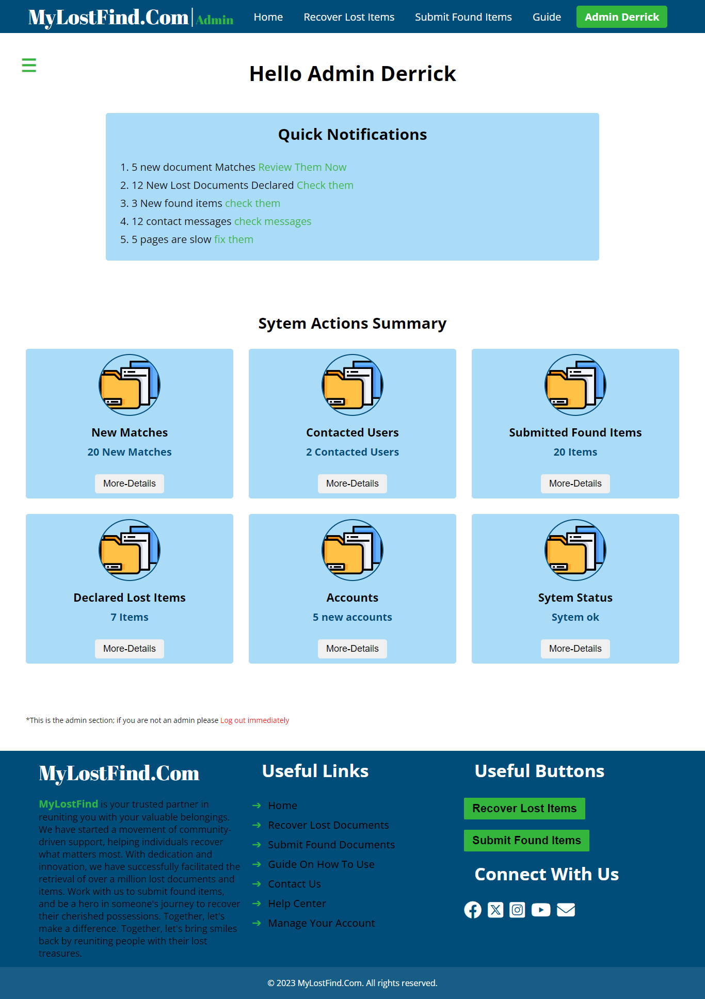 MyLostFind.Com|Admin Home Recover Lost Items Submit Found Items Guide Admin Derrick
Hello Admin Derrick
Quick Notifications
1. 5 new document Matches Review Them Now
2. 12 New Lost Documents Declared Check them
3. 3 New found items check them
4. 12 contact messages check messages
5. 5 pages are slow fix them
Sytem Actions Summary
New Matches
20 New Matches
More-Details
Contacted Users
2 Contacted Users
More-Details
Submitted Found Items
20 Items
More-Details
Declared Lost Items
7 Items
More-Details
Accounts
5 new accounts
More-Details
Sytem Status
Sytem ok
More-Details
*This is the admin section; if you are not an admin please Log out immediately
MyLostFind.Com
MyLostFind is your trusted partner in
reuniting you with your valuable belongings.
We have started a movement of community-
driven support, helping individuals recover
what matters most. With dedication and
innovation, we have successfully facilitated the
retrieval of over a million lost documents and
items. Work with us to submit found items,
and be a hero in someone's journey to recover
their cherished possessions. Together, let's
make a difference. Together, let's bring smiles
back by reuniting people with their lost
treasures.
Useful Links
➔ Home
➔ Recover Lost Documents
➔ Submit Found Documents
➔ Guide On How To Use
➔ Contact Us
➔ Help Center
➔ Manage Your Account
Useful Buttons
Recover Lost Items
Submit Found Items
Connect With Us
© 2023 MyLostFind.Com. All rights reserved.